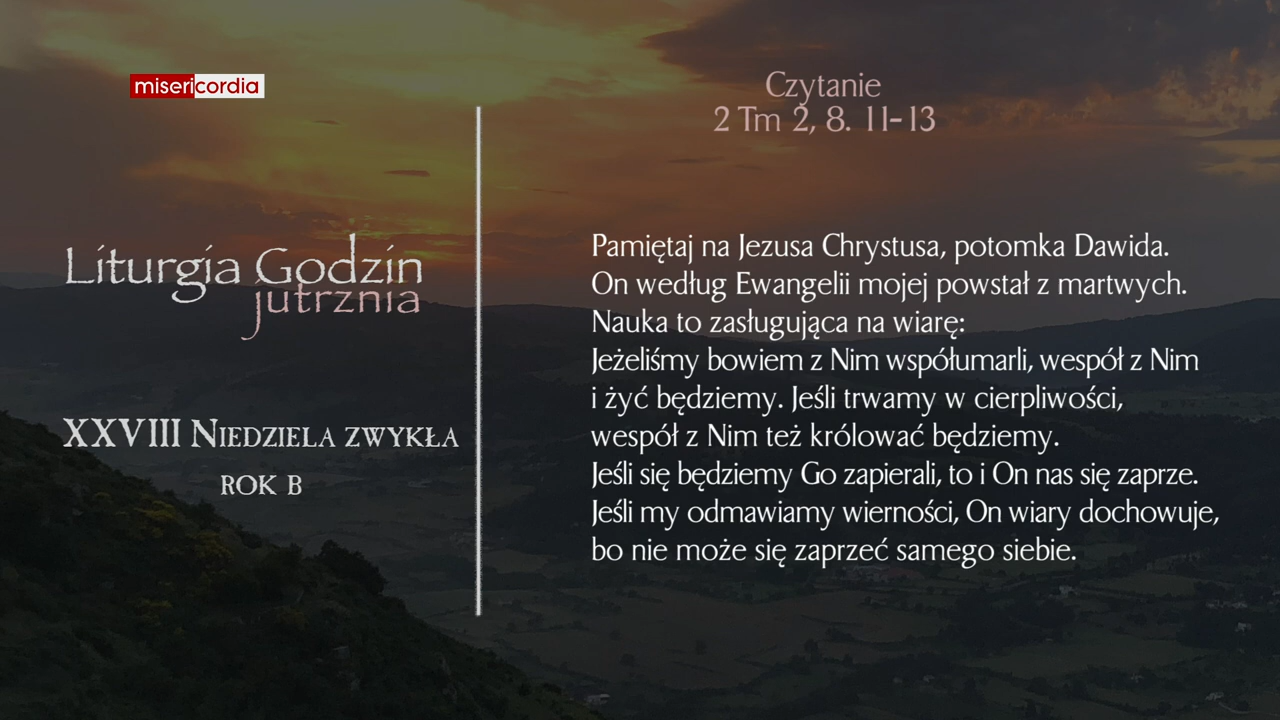 misericordia
Liturgia Godzin
jutrznia
XXVIII Niedziela zwykła
rok B
Czytanie
2 Tm 2, 8. 11-13
Pamiętaj na Jezusa Chrystusa, potomka Dawida.
On według Ewangelii mojej powstał z martwych.
Nauka to zasługująca na wiarę:
Jeżeliśmy bowiem z Nim współumarli, wespół z Nim
i żyć będziemy. Jeśli trwamy w cierpliwości,
wespół z Nim też królować będziemy.
Jeśli się będziemy Go zapierali, to i On nas się zaprze.
Jeśli my odmawiamy wierności, On wiary dochowuje,
bo nie może się zaprzeć samego siebie.